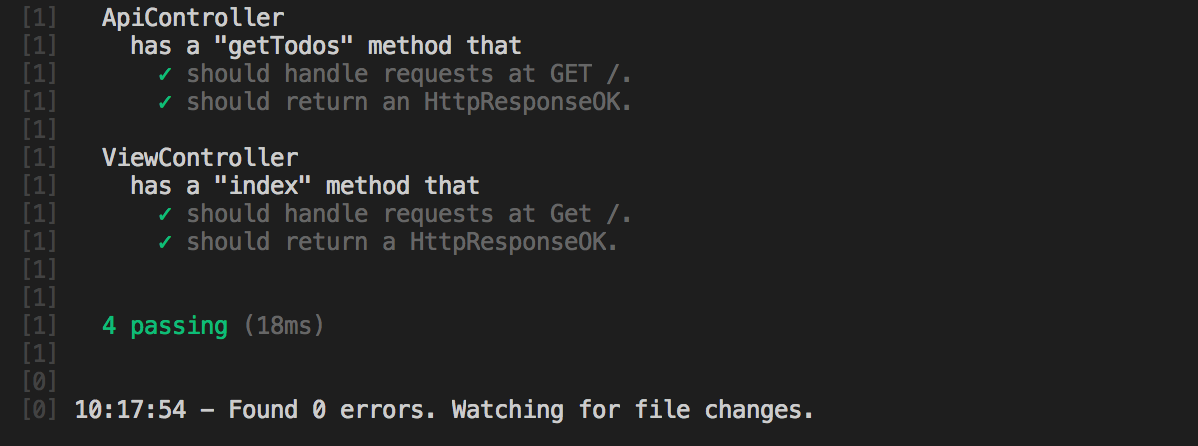 [1] ApiController
[1] has a "getTodos" method that
[1] ✓ should handle requests at GET /.
[1] ✓ should return an HttpResponseOK.
[1]
[1] ViewController
[1] has a "index" method that
[1] ✓ should handle requests at Get /.
[1] ✓ should return a HttpResponseOK.
[1]
[1]
[1] 4 passing (18ms)
[1]
[0]
[0] 10:17:54 – Found 0 errors. Watching for file changes.